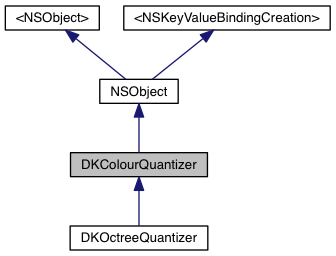 <NSObject>
<NSKeyValueBindingCreation>
NSObject
DKColourQuantizer
DKOctreeQuantizer